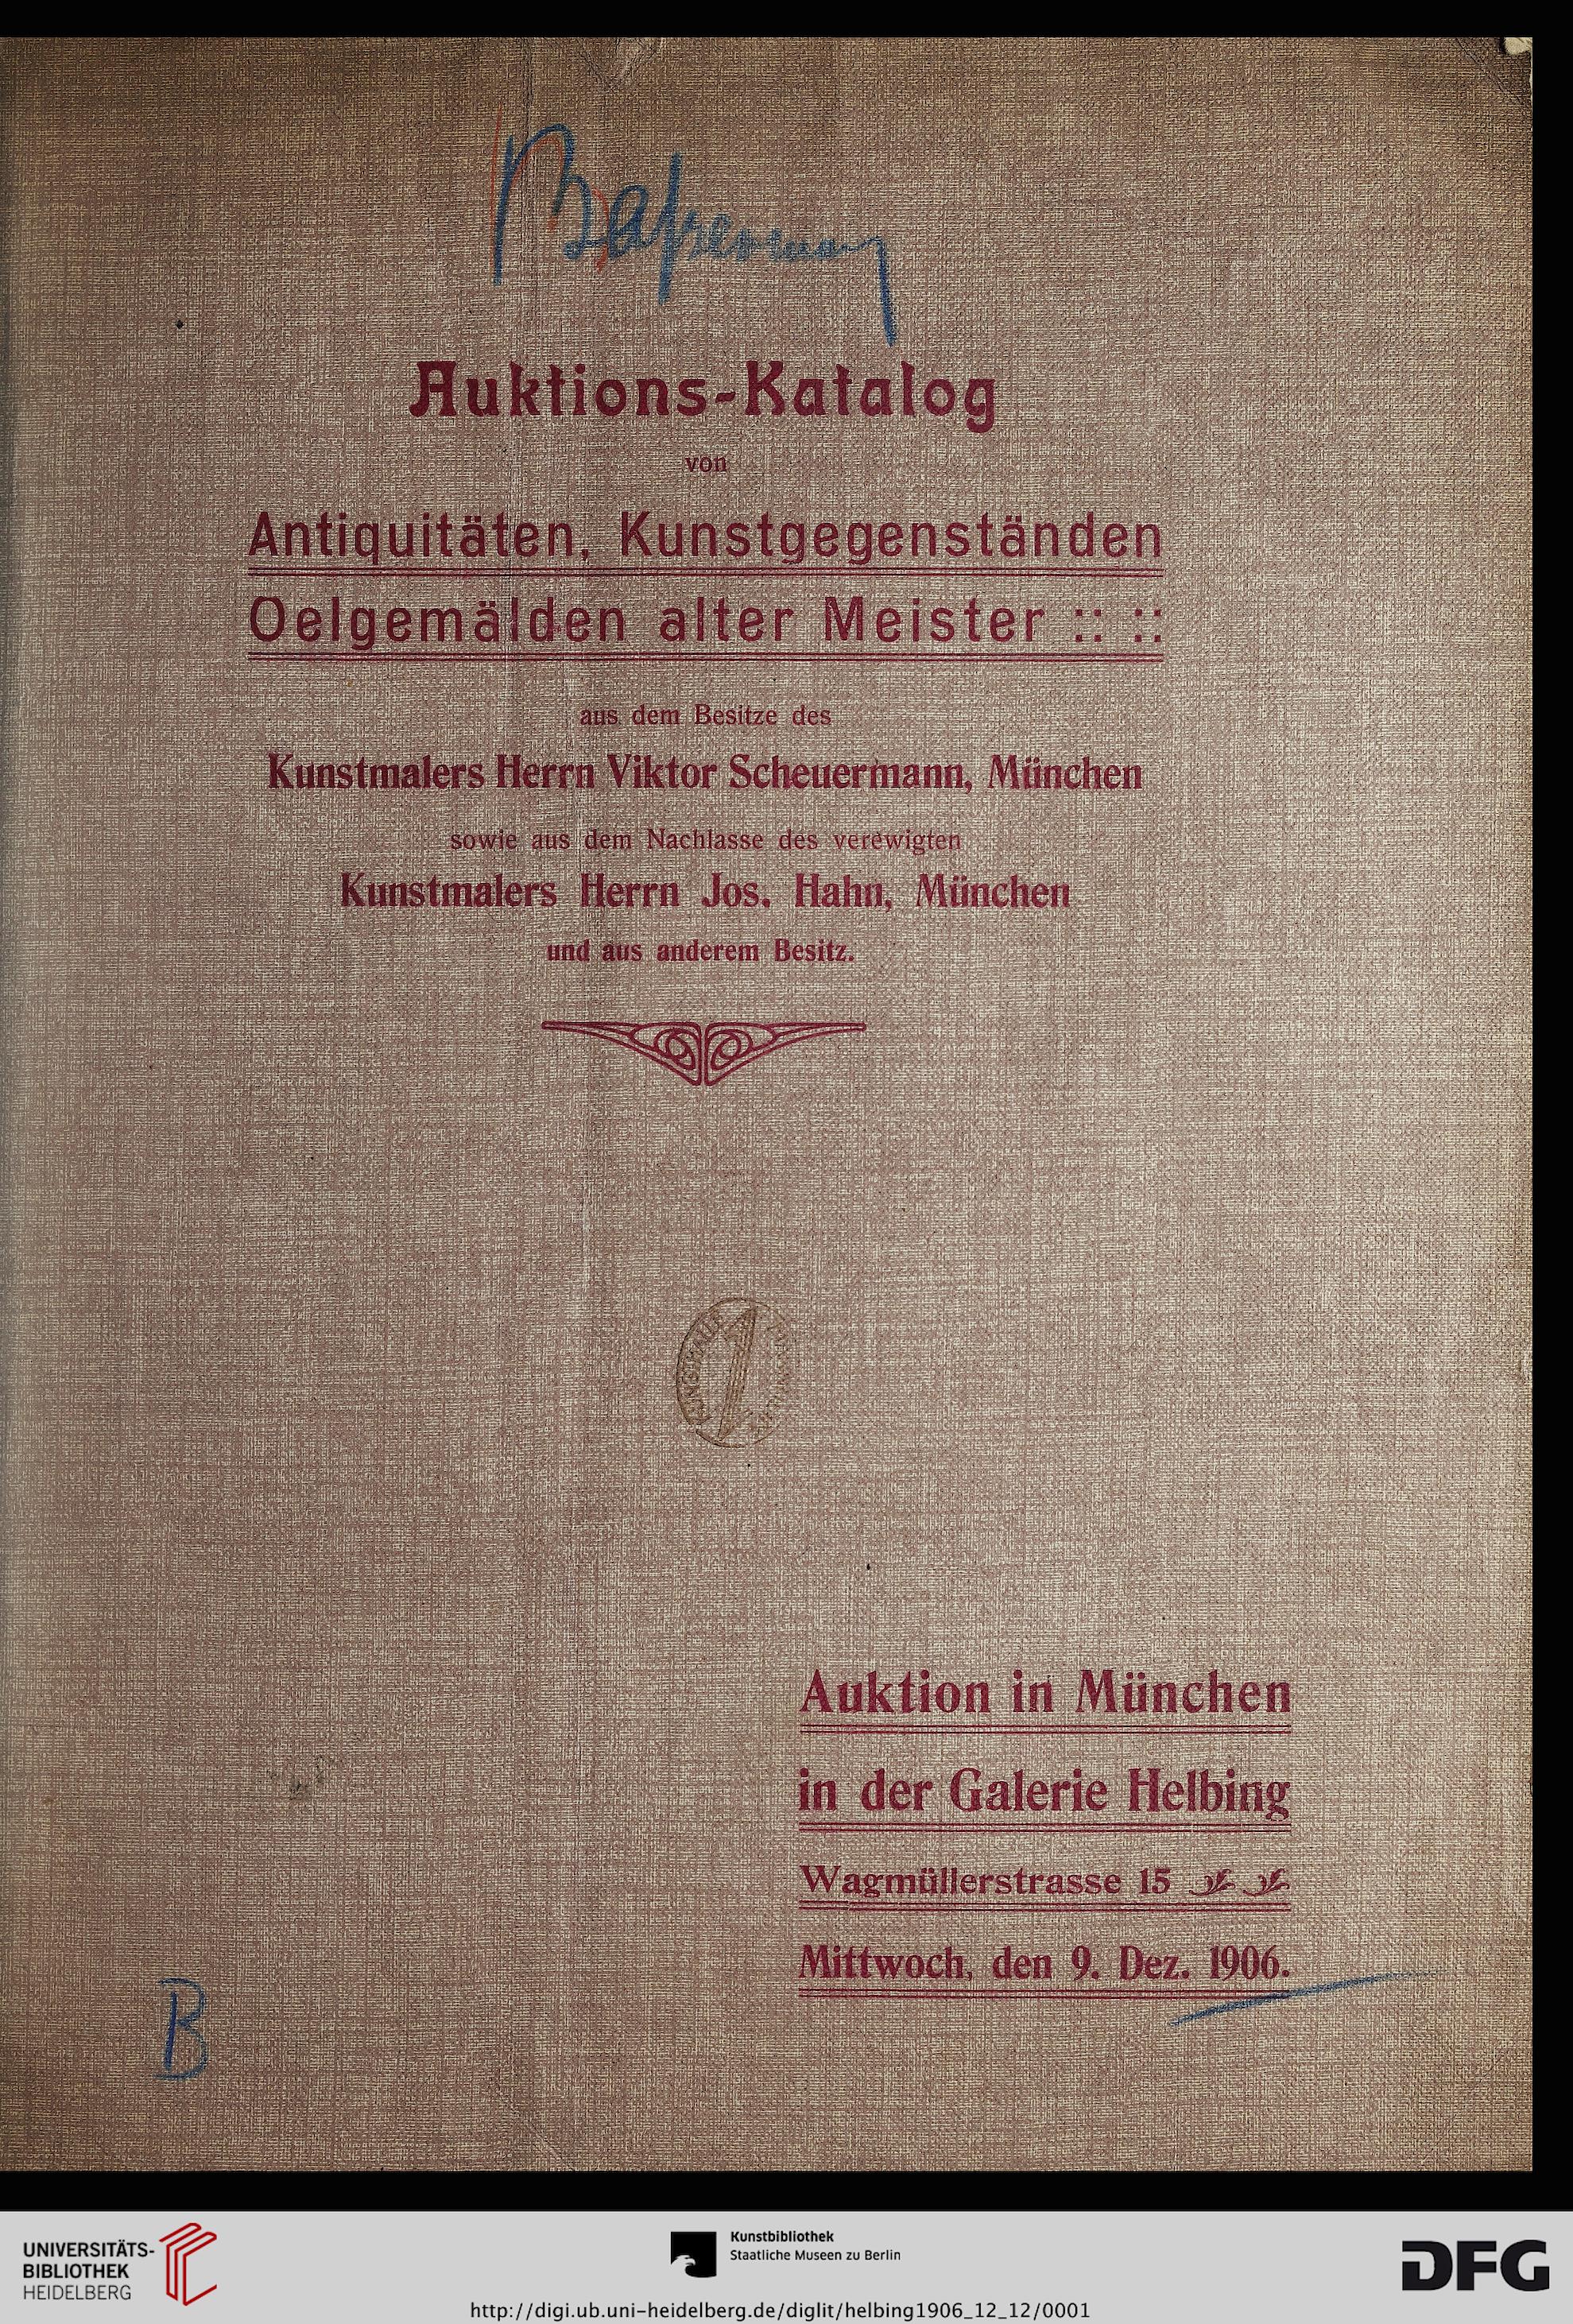 Auktions-Katalog
von
Antiquitäten, Kunstgegenständen
Oelgemälden alter Meister :: ::
aus dem Besitze des
Kunstmalers Herrn Viktor Scheuermann, München
sowie aus dem Nachlasse des verewigten
Kunstmalers Herrn Jos. Hahn, München
und aus anderem Besitz.
Auktion in München
in der Galerie Helbing
Wagmüllerstrasse 15
Mittwoch, den 9. Dez. 1906.
B
UNIVERSITÄTS-
BIBLIOTHEK
HEIDELBERG
Kunstbibliothek
Staatliche Museen zu Berlin
DFG
http://digi.ub.uni-heidelberg.de/diglit/helbing1906_12_12/0001